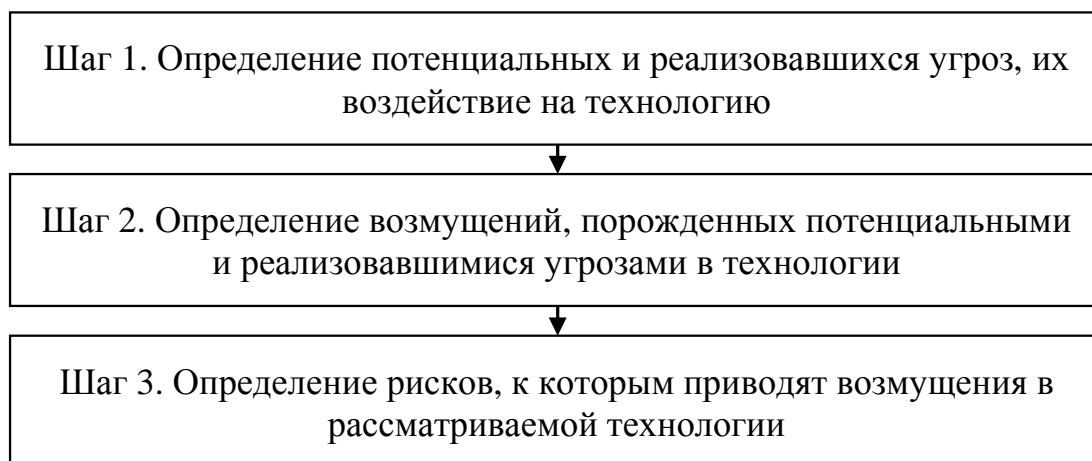 Шаг 1. Определение потенциальных и реализовавшихся угроз, их
воздействие на технологию
Шаг 2. Определение возмущений, порожденных потенциальными
и реализовавшимися угрозами в технологии
Шаг 3. Определение рисков, к которым приводят возмущения в
рассматриваемой технологии